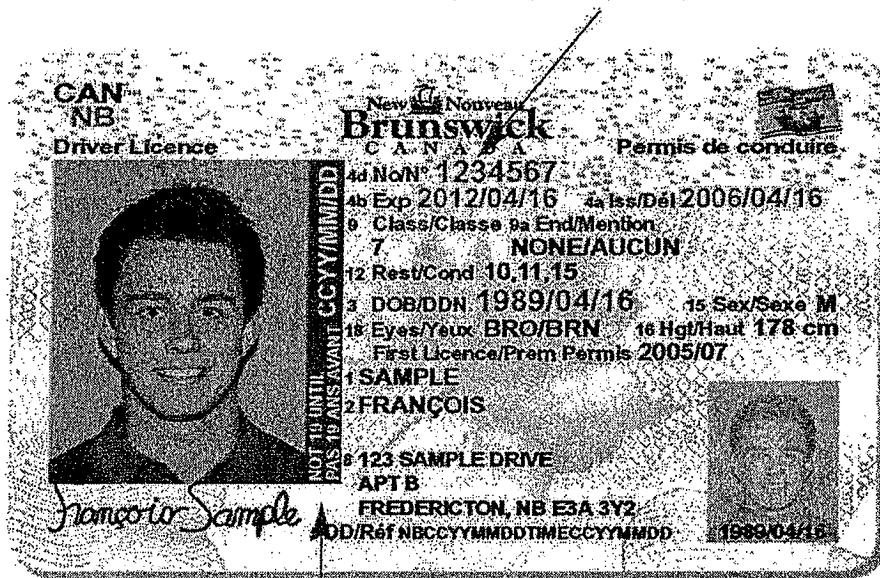 CAN
NB
New Nouveau
Brunswick
CANADA
Driver Licence
Permis de conduire
4d No/N° 1234567
4b Exp 2012/04/16 4a Iss/Dél 2006/04/16
9 Class/Classe 9a End/Mention
7 NONE/AUCUN
12 Rest/Cond 10,11,15
3 DOB/DDN 1989/04/16 15 Sex/Sexe M
18 Eyes/Yeux BRO/BRN 16 Hgt/Haut 178 cm
First Licence/Prem Permis 2005/07
1 SAMPLE
2 FRANÇOIS
8 123 SAMPLE DRIVE
APT B
FREDERICTON, NB E3A 3Y2
DD/Réf NBCCYYMMDDTIMECCYYMMDD
NOT 19 UNTIL
PAS 19 ANS AVANT CCYY/MM/DD
François Sample
1989/04/16